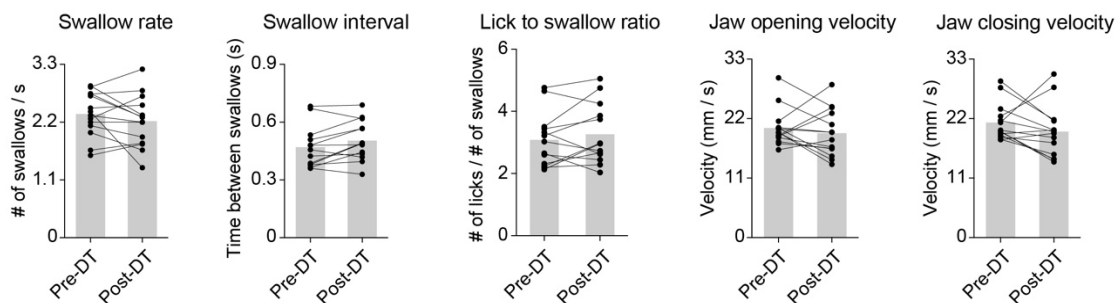 Swallow rate
# of swallows / s
3.3
2.2
1.1
0
Pre-DT
Post-DT
Swallow interval
Time between swallows (s)
0.9
0.6
0.3
0
Pre-DT
Post-DT
Lick to swallow ratio
# of licks / # of swallows
6
4
2
0
Pre-DT
Post-DT
Jaw opening velocity
Velocity (mm / s)
33
22
11
0
Pre-DT
Post-DT
Jaw closing velocity
Velocity (mm / s)
33
22
11
0
Pre-DT
Post-DT